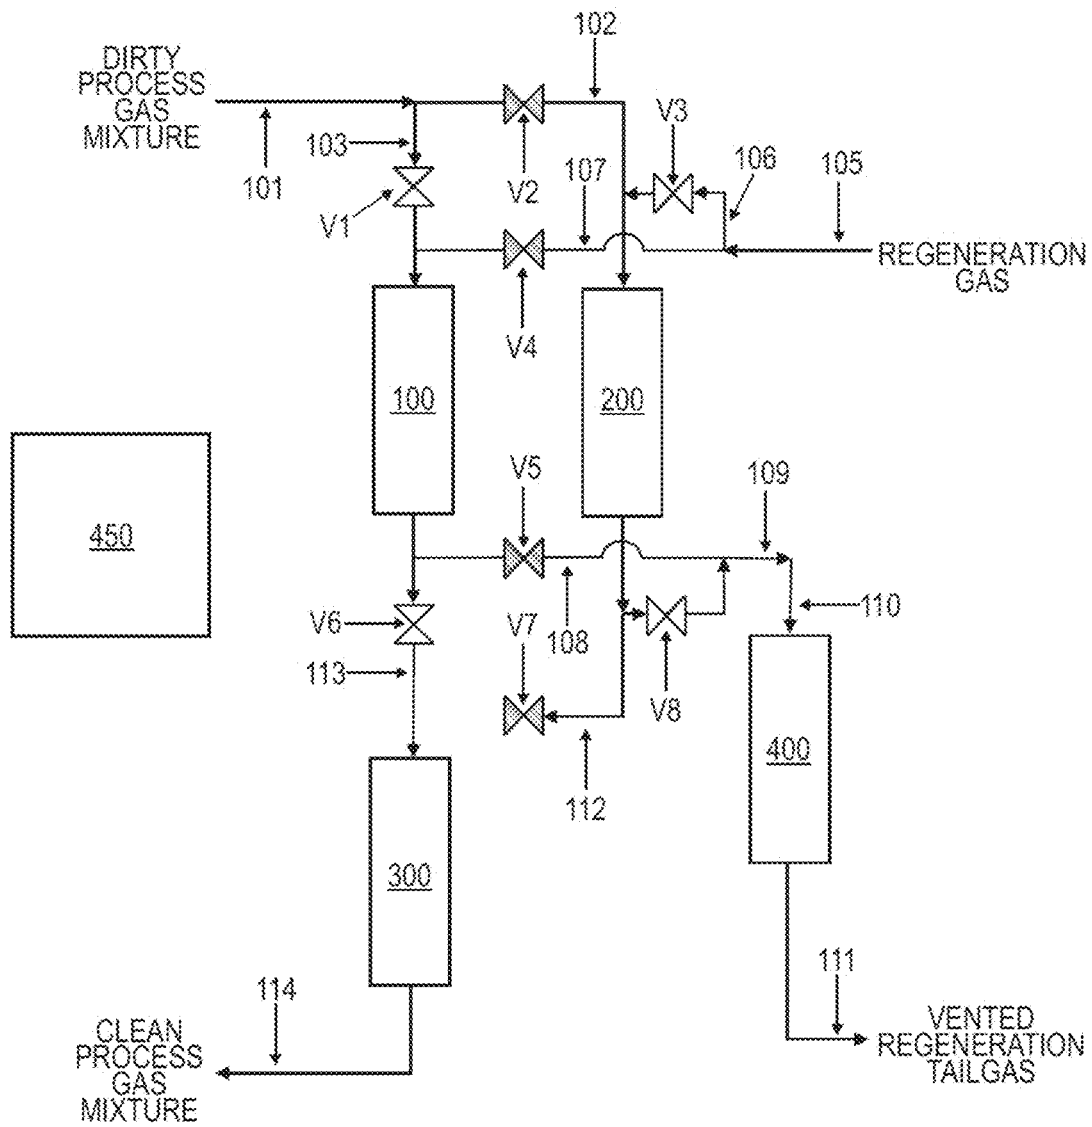 102
DIRTY
PROCESS
GAS
MIXTURE
V3
103
101
107
106
105
V2
V1
REGENERATION
GAS
V4
100
200
V5
109
450
V6
V7
108
110
113
V8
400
112
300
111
114
CLEAN
PROCESS
GAS
MIXTURE
VENTED
REGENERATION
TAILGAS